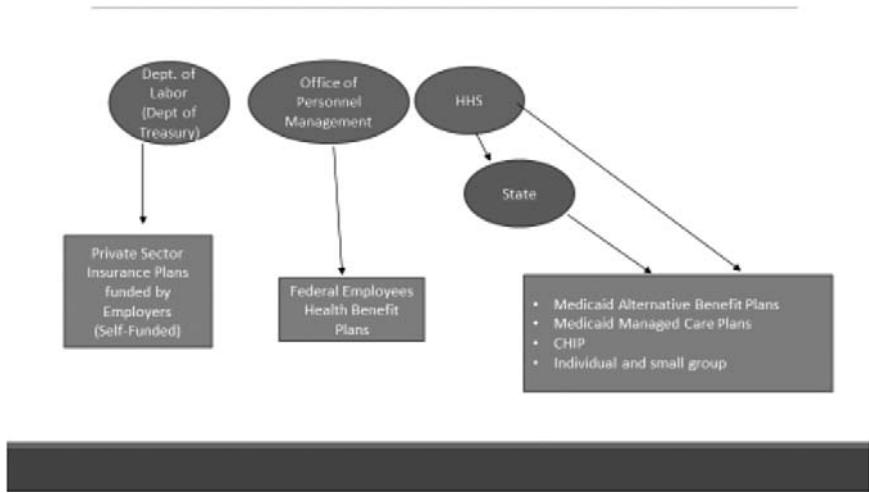 Dept. of
Labor
(Dept of
Treasury)
Office of
Personnel
Management
HHS
State
Private Sector
Insurance Plans
funded by
Employers
(Self-Funded)
Federal Employees
Health Benefit
Plans
• Medicaid Alternative Benefit Plans
• Medicaid Managed Care Plans
• CHIP
• Individual and small group